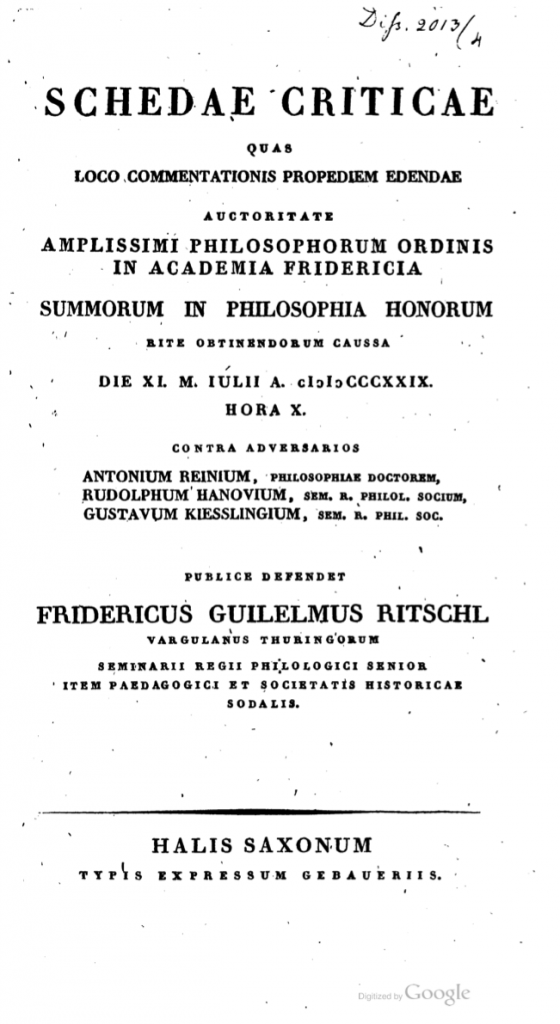 Diss. 2013/4
SCHEDAE CRITICAE
QUAS
LOCO COMMENTATIONIS PROPEDIEM EDENDAE
AUCTORITATE
AMPLISSIMI PHILOSOPHORUM ORDINIS
IN ACADEMIA FRIDERICIA
SUMMORUM IN PHILOSOPHIA HONORUM
RITE OBTINENDORUM CAUSSA
DIE XI. M. IULII A. cIɔIɔCCCXXIX.
HORA X.
CONTRA ADVERSARIOS
ANTONIUM REINIUM, PHILOSOPHIAE DOCTOREM,
RUDOLPHUM HANOVIUM, SEM. R. PHILOL. SOCIUM,
GUSTAVUM KIESSLINGIUM, SEM. R. PHIL. SOC.
PUBLICE DEFENDET
FRIDERICUS GUILELMUS RITSCHL
VARGULANUS THURINGORUM
SEMINARII REGII PHILOLOGICI SENIOR
ITEM PAEDAGOGICI ET SOCIETATIS HISTORICAE
SODALIS.
HALIS SAXONUM
TYPIS EXPRESSUM GEBAUERIIS.
Digitized by Google